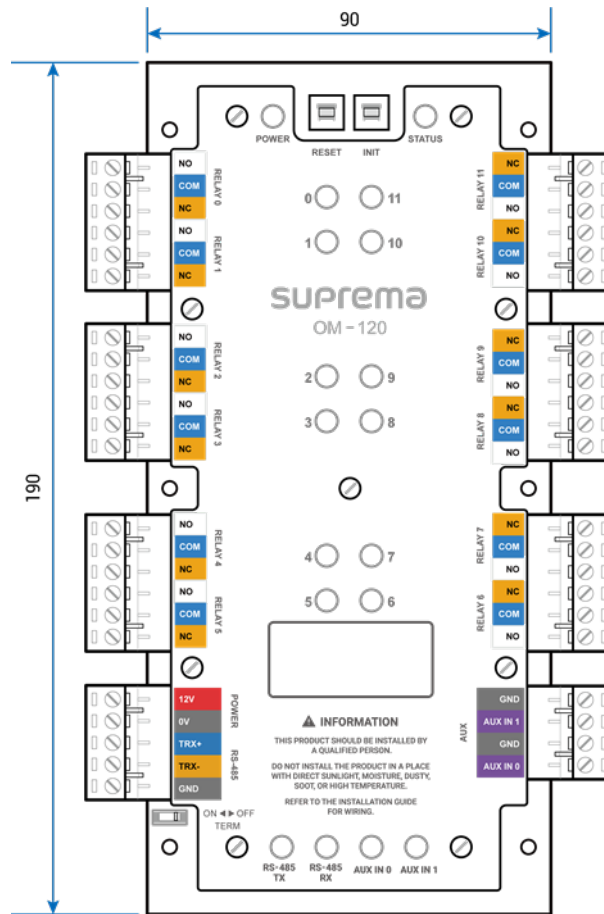 90
190
POWER
RESET
INIT
STATUS
NO
COM
NC
RELAY 0
NO
COM
NC
RELAY 1
NC
COM
NO
RELAY 11
NC
COM
NO
RELAY 10
0
11
1
10
suprema
OM-120
NO
COM
NC
RELAY 2
NO
COM
NC
RELAY 3
NC
COM
NO
RELAY 9
NC
COM
NO
RELAY 8
2
9
3
8
NO
COM
NC
RELAY 4
NO
COM
NC
RELAY 5
NC
COM
NO
RELAY 7
NC
COM
NO
RELAY 6
4
7
5
6
12V
0V
POWER
TRX+
TRX-
GND
RS-485
GND
AUX IN 1
GND
AUX IN 0
AUX
INFORMATION
THIS PRODUCT SHOULD BE INSTALLED BY
A QUALIFIED PERSON.
DO NOT INSTALL THE PRODUCT IN A PLACE
WITH DIRECT SUNLIGHT, MOISTURE, DUSTY,
SOOT, OR HIGH TEMPERATURE.
REFER TO THE INSTALLATION GUIDE
FOR WIRING.
ON ◄► OFF
TERM
RS-485
TX
RS-485
RX
AUX IN 0
AUX IN 1